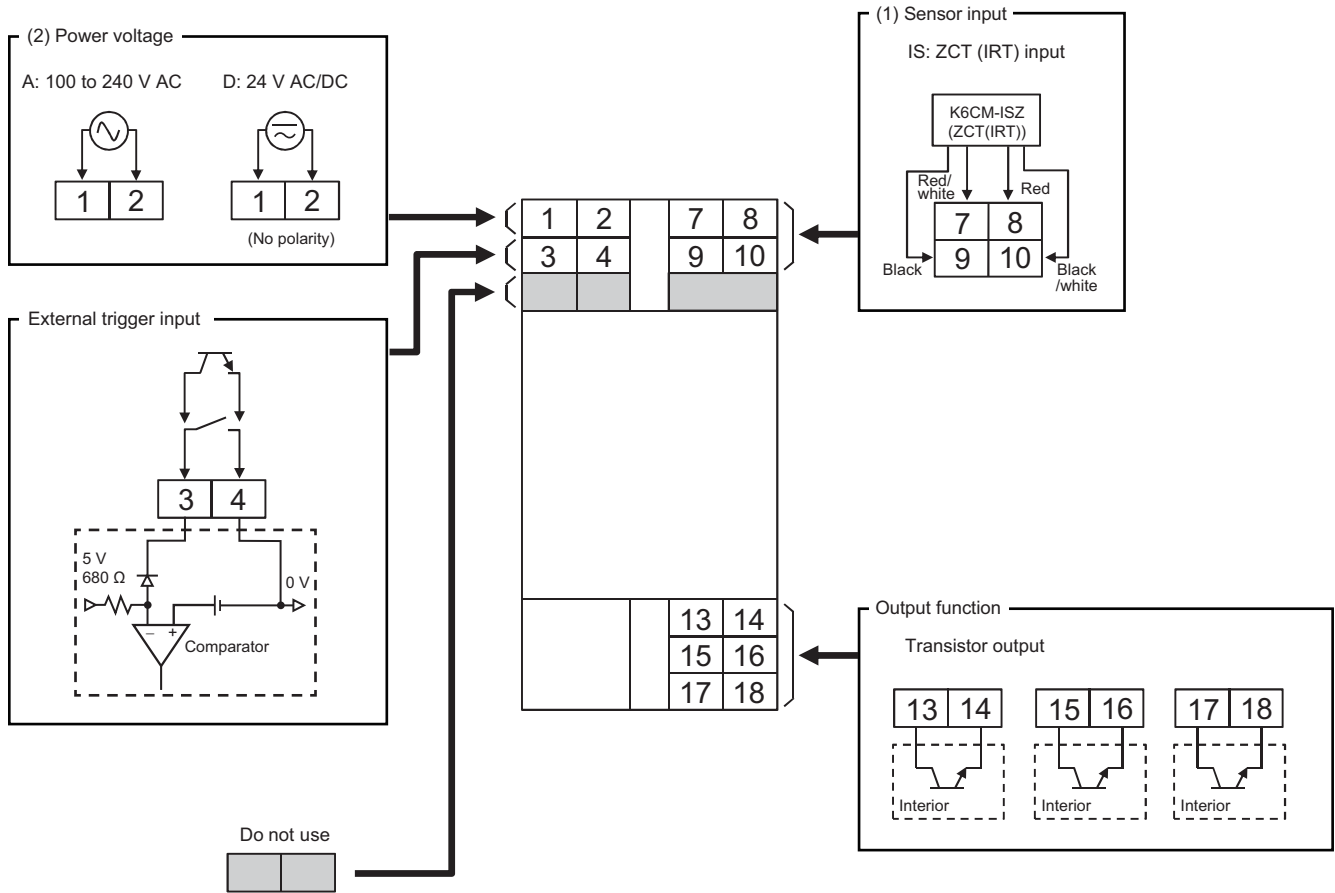 (2) Power voltage
A: 100 to 240 V AC
D: 24 V AC/DC
1 2
1 2
(No polarity)
External trigger input
3 4
5 V
680 Ω
0 V
– +
Comparator
Do not use
1 2 7 8
3 4 9 10
13 14
15 16
17 18
(1) Sensor input
IS: ZCT (IRT) input
K6CM-ISZ
(ZCT(IRT))
Red/
white
Red
7 8
9 10
Black
Black
/white
Output function
Transistor output
13 14
15 16
17 18
Interior
Interior
Interior